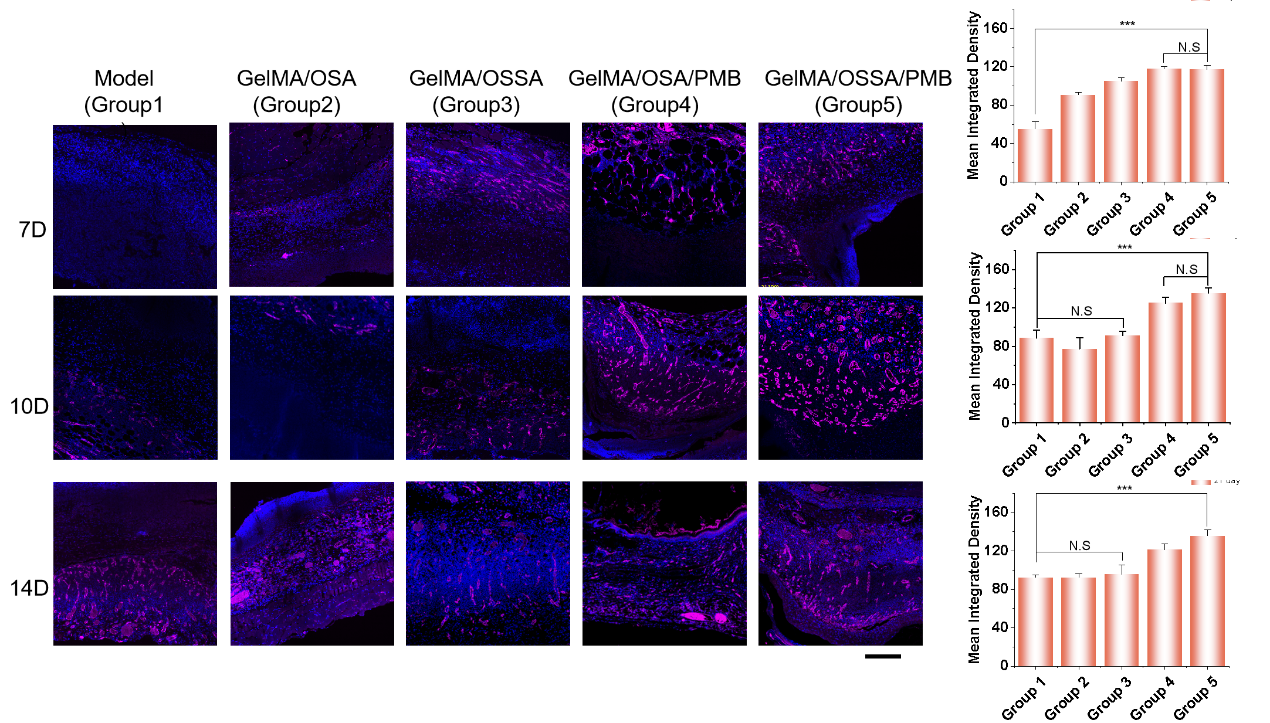 Model
(Group1
)
GelMA/OSA
(Group2)
GelMA/OSSA
(Group3)
GelMA/OSA/PMB
(Group4)
GelMA/OSSA/PMB
(Group5)
7D
10D
14D
Mean Integrated Density
160
120
80
40
0
***
N.S
Group 1
Group 2
Group 3
Group 4
Group 5
Mean Integrated Density
160
120
80
40
0
***
N.S
N.S
Group 1
Group 2
Group 3
Group 4
Group 5
Mean Integrated Density
160
120
80
40
0
***
N.S
Group 1
Group 2
Group 3
Group 4
Group 5